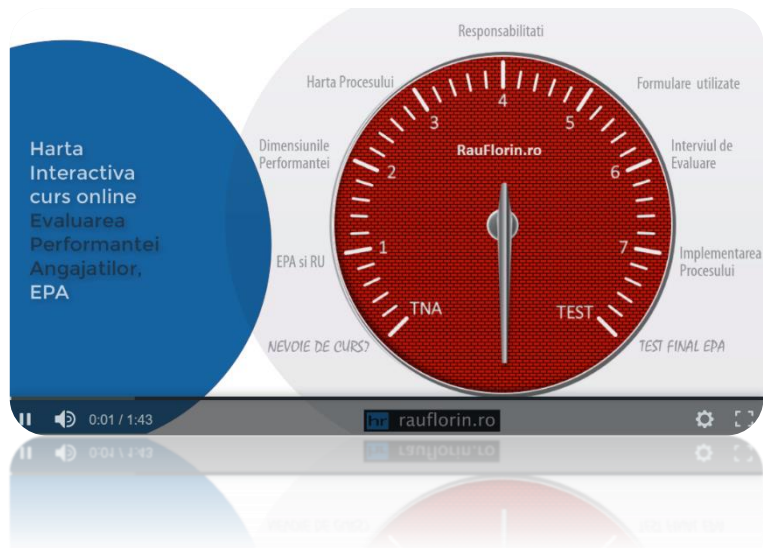 Harta
Interactiva
curs online
Evaluarea
Performantei
Angajatilor,
EPA
Responsabilitati
Harta Procesului
Formulare utilizate
Dimensiunile
Performantei
Interviul de
Evaluare
EPA si RU
Implementarea
Procesului
NEVOIE DE CURS?
TEST FINAL EPA
RauFlorin.ro
TNA
1
2
3
4
5
6
7
TEST
0:01 / 1:43
hr rauflorin.ro